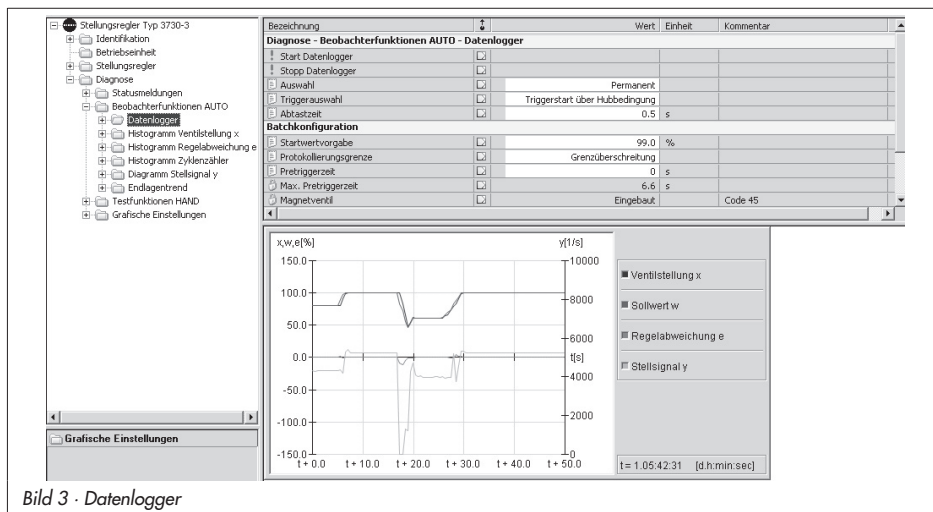 Stellungsregler Typ 3730-3
Identifikation
Betriebseinheit
Stellungsregler
Diagnose
Statusmeldungen
Beobachterfunktionen AUTO
Datenlogger
Histogramm Ventilstellung x
Histogramm Regelabweichung e
Histogramm Zyklenzähler
Diagramm Stellsignal y
Endlagentrend
Testfunktionen HAND
Grafische Einstellungen
Grafische Einstellungen
Bezeichnung Wert Einheit Kommentar
Diagnose - Beobachterfunktionen AUTO - Datenlogger
Start Datenlogger
Stopp Datenlogger
Auswahl Permanent
Triggerauswahl Triggerstart über Hubbedingung
Abtastzeit 0.5 s
Batchkonfiguration
Startwertvorgabe 99.0 %
Protokollierungsgrenze Grenzüberschreitung
Pretriggerzeit 0 s
Max. Pretriggerzeit 6.6 s
Magnetventil Eingebaut Code 45
x,w,e[%] y[1/s]
150.0 10000
100.0 8000
50.0 6000
0.0 t[s]
-50.0 4000
-100.0 2000
-150.0 0
t + 0.0 t + 10.0 t + 20.0 t + 30.0 t + 40.0 t + 50.0
Ventilstellung x
Sollwert w
Regelabweichung e
Stellsignal y
t = 1.05:42:31 [d.h:min:sec]
Bild 3 · Datenlogger